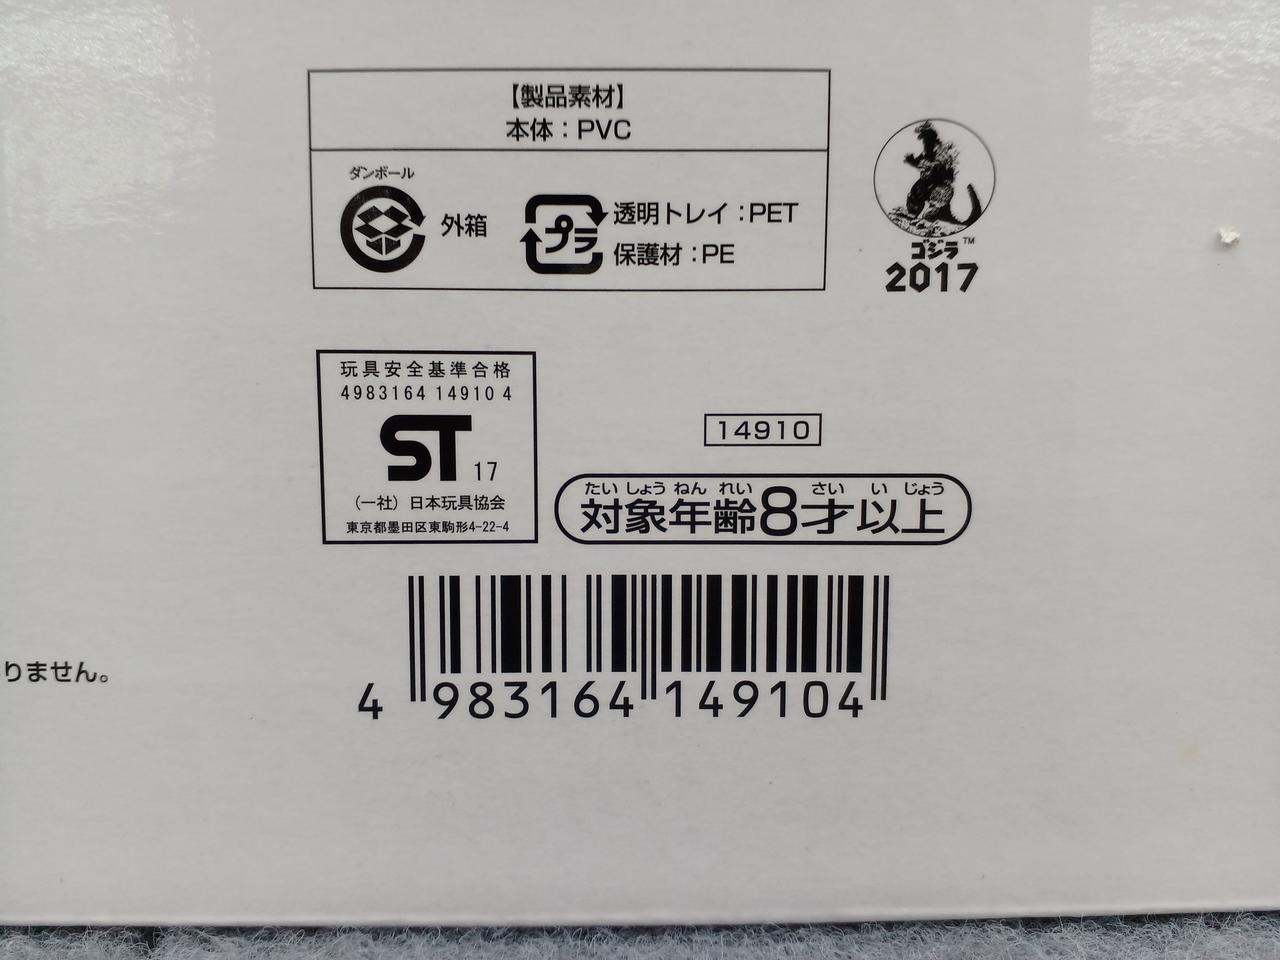 【製品素材】
本体：PVC
ダンボール
外箱
プラ
透明トレイ：PET
保護材：PE
ゴジラ™
2017
玩具安全基準合格
4983164 14910 4
ST 17
（一社）日本玩具協会
東京都墨田区東駒形4-22-4
14910
たいしょうねんれい さい い じょう
対象年齢8才以上
りません。
4 983164 149104